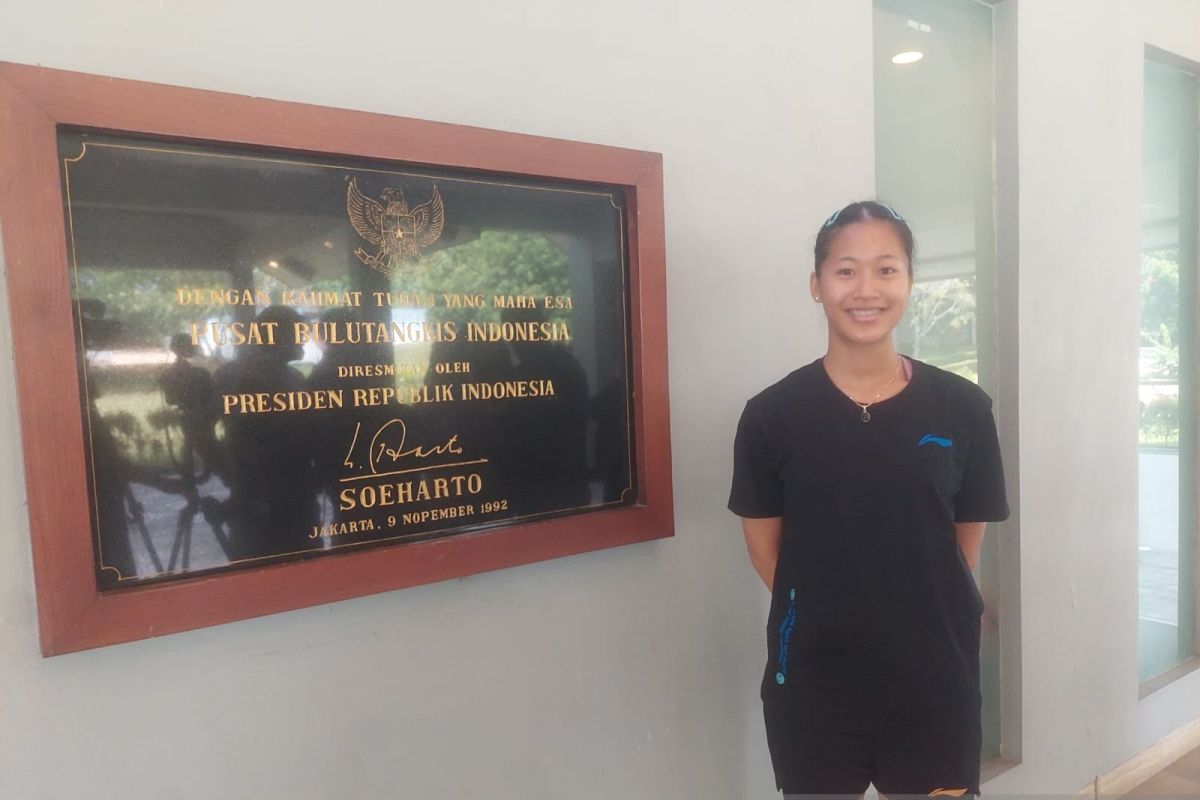 DENGAN RAHMAT TUHAN YANG MAHA ESA
PUSAT BULUTANGKIS INDONESIA
DIRESMIKAN OLEH
PRESIDEN REPUBLIK INDONESIA
SOEHARTO
JAKARTA, 9 NOPEMBER 1992